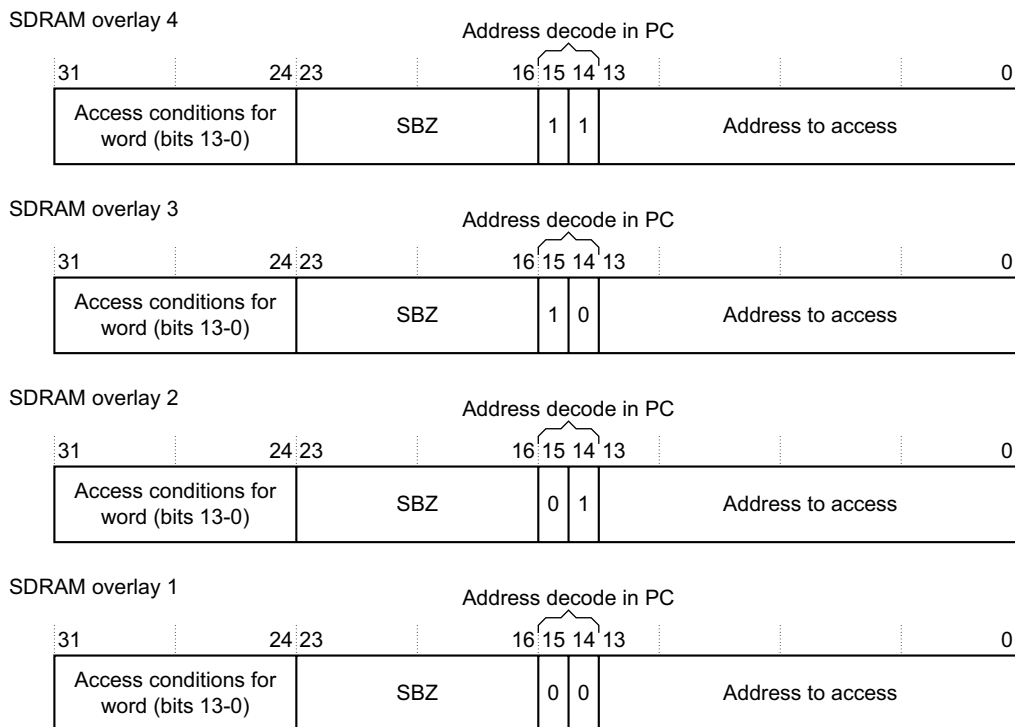 SDRAM overlay 4
Address decode in PC
31 24 23 16 15 14 13 0
Access conditions for
word (bits 13-0)
SBZ
1 1
Address to access
SDRAM overlay 3
Address decode in PC
31 24 23 16 15 14 13 0
Access conditions for
word (bits 13-0)
SBZ
1 0
Address to access
SDRAM overlay 2
Address decode in PC
31 24 23 16 15 14 13 0
Access conditions for
word (bits 13-0)
SBZ
0 1
Address to access
SDRAM overlay 1
Address decode in PC
31 24 23 16 15 14 13 0
Access conditions for
word (bits 13-0)
SBZ
0 0
Address to access